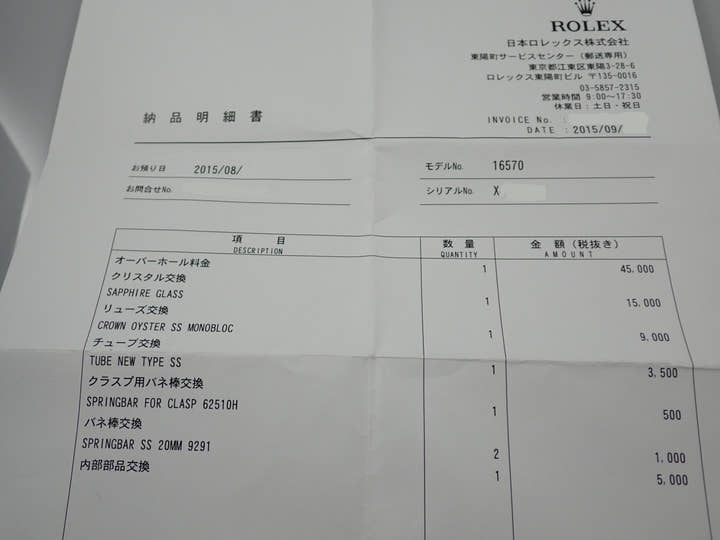 ROLEX
日本ロレックス株式会社
東陽町サービスセンター (郵送専用)
東京都江東区東陽3-28-6
ロレックス東陽町ビル 〒135-0016
03-5857-2315
営業時間 9:00~17:30
休業日:土日・祝日
納品明細書
INVOICE No. :
DATE : 2015/09/
お預り日 2015/08/
モデルNo. 16570
お問合せNo.
シリアルNo. X
項目 数量 金額(税抜き)
DESCRIPTION QUANTITY AMOUNT
オーバーホール料金 1 45,000
クリスタル交換
SAPPHIRE GLASS 1 15,000
リューズ交換
CROWN OYSTER SS MONOBLOC 1 9,000
チューブ交換
TUBE NEW TYPE SS 1 3,500
クラスプ用バネ棒交換
SPRINGBAR FOR CLASP 62510H 1 500
バネ棒交換
SPRINGBAR SS 20MM 9291 2 1,000
内部部品交換 1 5,000